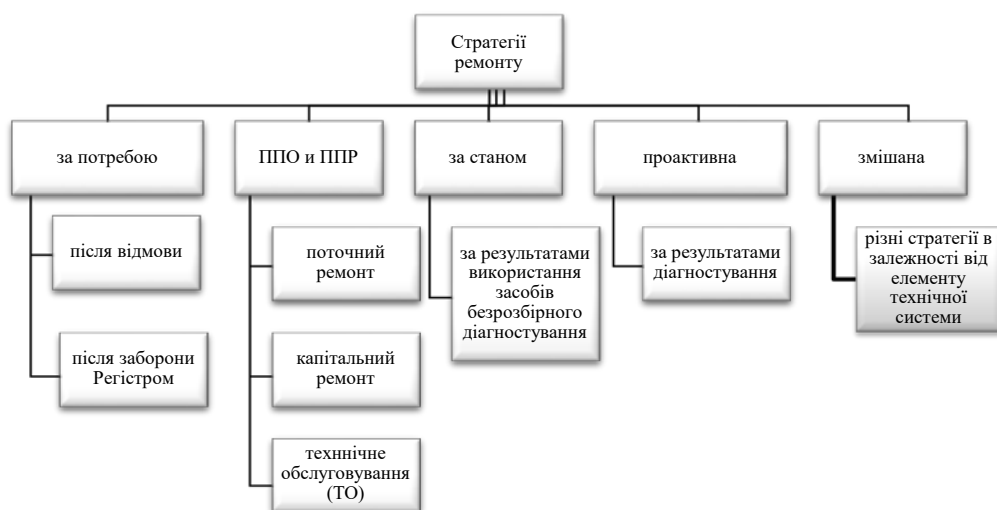 Стратегії
ремонту
за потребою
ППО и ППР
за станом
проактивна
змішана
після відмови
після заборони
Регістром
поточний
ремонт
капітальний
ремонт
техннічне
обслуговування
(ТО)
за результатами
використання
засобів
безрозбірного
діагностування
за результатами
діагностування
різні стратегії в
залежності від
елементу
технічної
системи